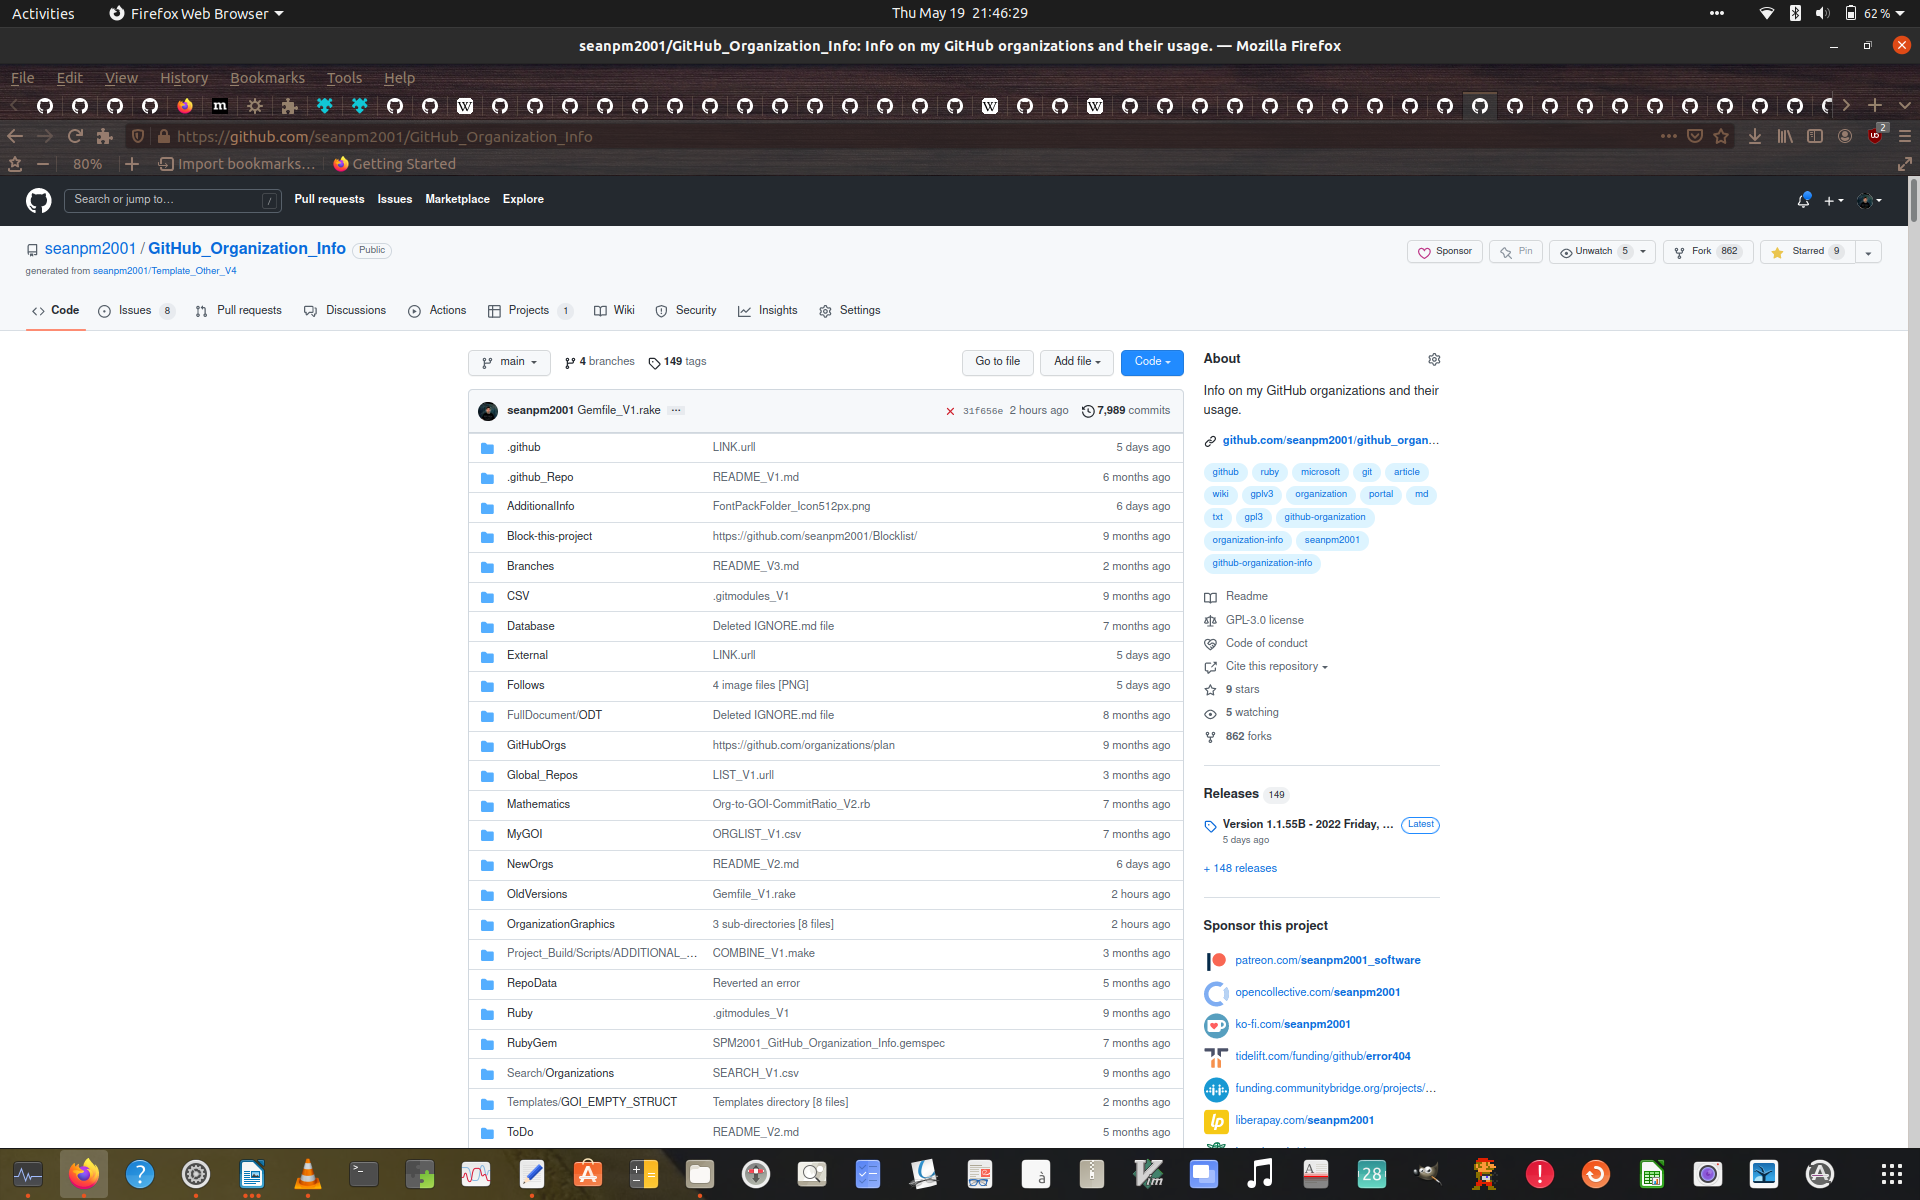 Activities Firefox Web Browser Thu May 19 21:46:29 62 %
seanpm2001/GitHub_Organization_Info: Info on my GitHub organizations and their usage. — Mozilla Firefox
File Edit View History Bookmarks Tools Help
https://github.com/seanpm2001/GitHub_Organization_Info 2
80% Import bookmarks... Getting Started
Search or jump to... / Pull requests Issues Marketplace Explore
seanpm2001 / GitHub_Organization_Info Public
Sponsor Pin Unwatch 5 Fork 862 Starred 9
generated from seanpm2001/Template_Other_V4
Code Issues 8 Pull requests Discussions Actions Projects 1 Wiki Security Insights Settings
main 4 branches 149 tags Go to file Add file Code
seanpm2001 Gemfile_V1.rake ... 31f656e 2 hours ago 7,989 commits
.github LINK.urll 5 days ago
.github_Repo README_V1.md 6 months ago
AdditionalInfo FontPackFolder_Icon512px.png 6 days ago
Block-this-project https://github.com/seanpm2001/Blocklist/ 9 months ago
Branches README_V3.md 2 months ago
CSV .gitmodules_V1 9 months ago
Database Deleted IGNORE.md file 7 months ago
External LINK.urll 5 days ago
Follows 4 image files [PNG] 5 days ago
FullDocument/ODT Deleted IGNORE.md file 8 months ago
GitHubOrgs https://github.com/organizations/plan 9 months ago
Global_Repos LIST_V1.urll 3 months ago
Mathematics Org-to-GOI-CommitRatio_V2.rb 7 months ago
MyGOI ORGLIST_V1.csv 7 months ago
NewOrgs README_V2.md 6 days ago
OldVersions Gemfile_V1.rake 2 hours ago
OrganizationGraphics 3 sub-directories [8 files] 2 hours ago
Project_Build/Scripts/ADDITIONAL_... COMBINE_V1.make 3 months ago
RepoData Reverted an error 5 months ago
Ruby .gitmodules_V1 9 months ago
RubyGem SPM2001_GitHub_Organization_Info.gemspec 7 months ago
Search/Organizations SEARCH_V1.csv 9 months ago
Templates/GOI_EMPTY_STRUCT Templates directory [8 files] 2 months ago
ToDo README_V2.md 5 months ago
About
Info on my GitHub organizations and their
usage.
github.com/seanpm2001/github_organ...
github ruby microsoft git article
wiki gplv3 organization portal md
txt gpl3 github-organization
organization-info seanpm2001
github-organization-info
Readme
GPL-3.0 license
Code of conduct
Cite this repository
9 stars
5 watching
862 forks
Releases 149
Version 1.1.55B - 2022 Friday, ... Latest
5 days ago
+ 148 releases
Sponsor this project
patreon.com/seanpm2001_software
opencollective.com/seanpm2001
ko-fi.com/seanpm2001
tidelift.com/funding/github/error404
funding.communitybridge.org/projects/...
liberapay.com/seanpm2001
28